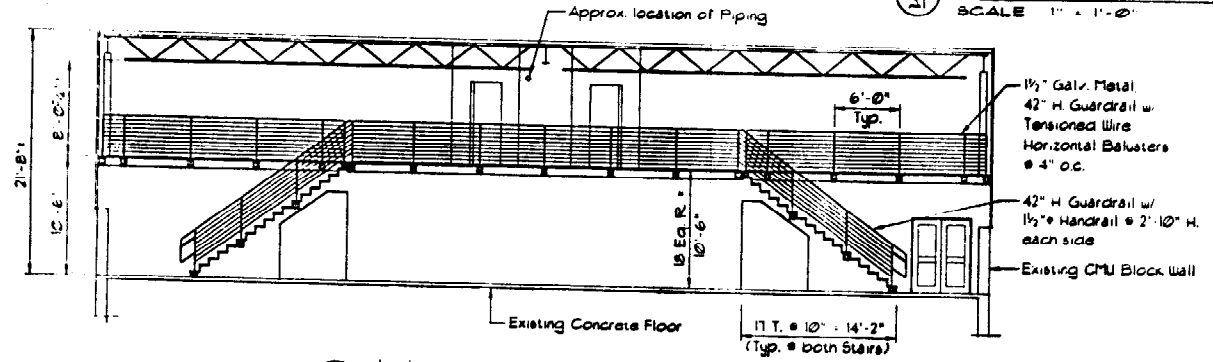 21
SCALE 1" = 1'-0"
Approx. location of Piping
1½" Galv. Metal
42" H. Guardrail w/
Tensioned Wire
Horizontal Balusters
@ 4" o.c.
6'-0"
Typ.
21'-8"±
10'-6"
42" H Guardrail w/
1½"ø Handrail @ 2'-10" H.
each side
18 Eq. R. =
10'-6"
Existing CMU Block Wall
Existing Concrete Floor
17 T. @ 10" = 14'-2"
(Typ. @ both Stairs)